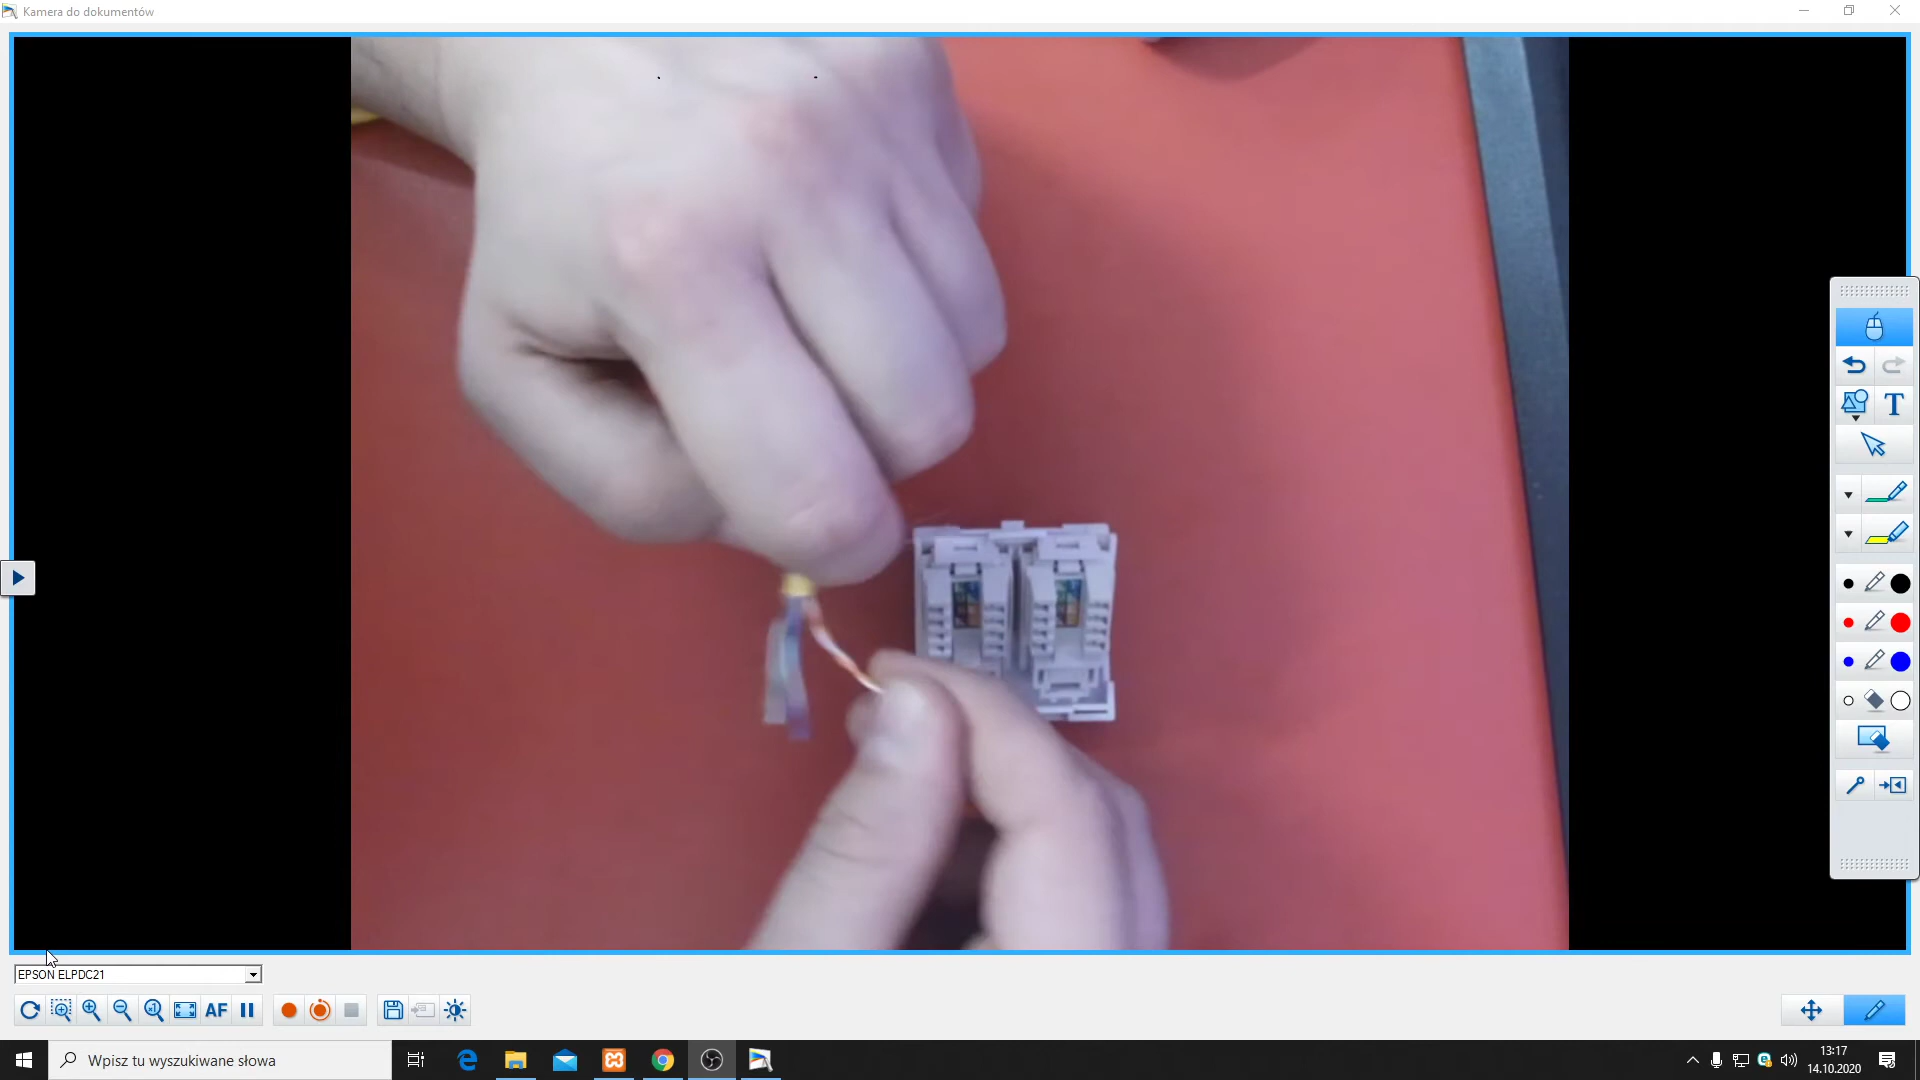 Kamera do dokumentów
T
EPSON ELPDC21
AF
Wpisz tu wyszukiwane słowa
13:17
14.10.2020